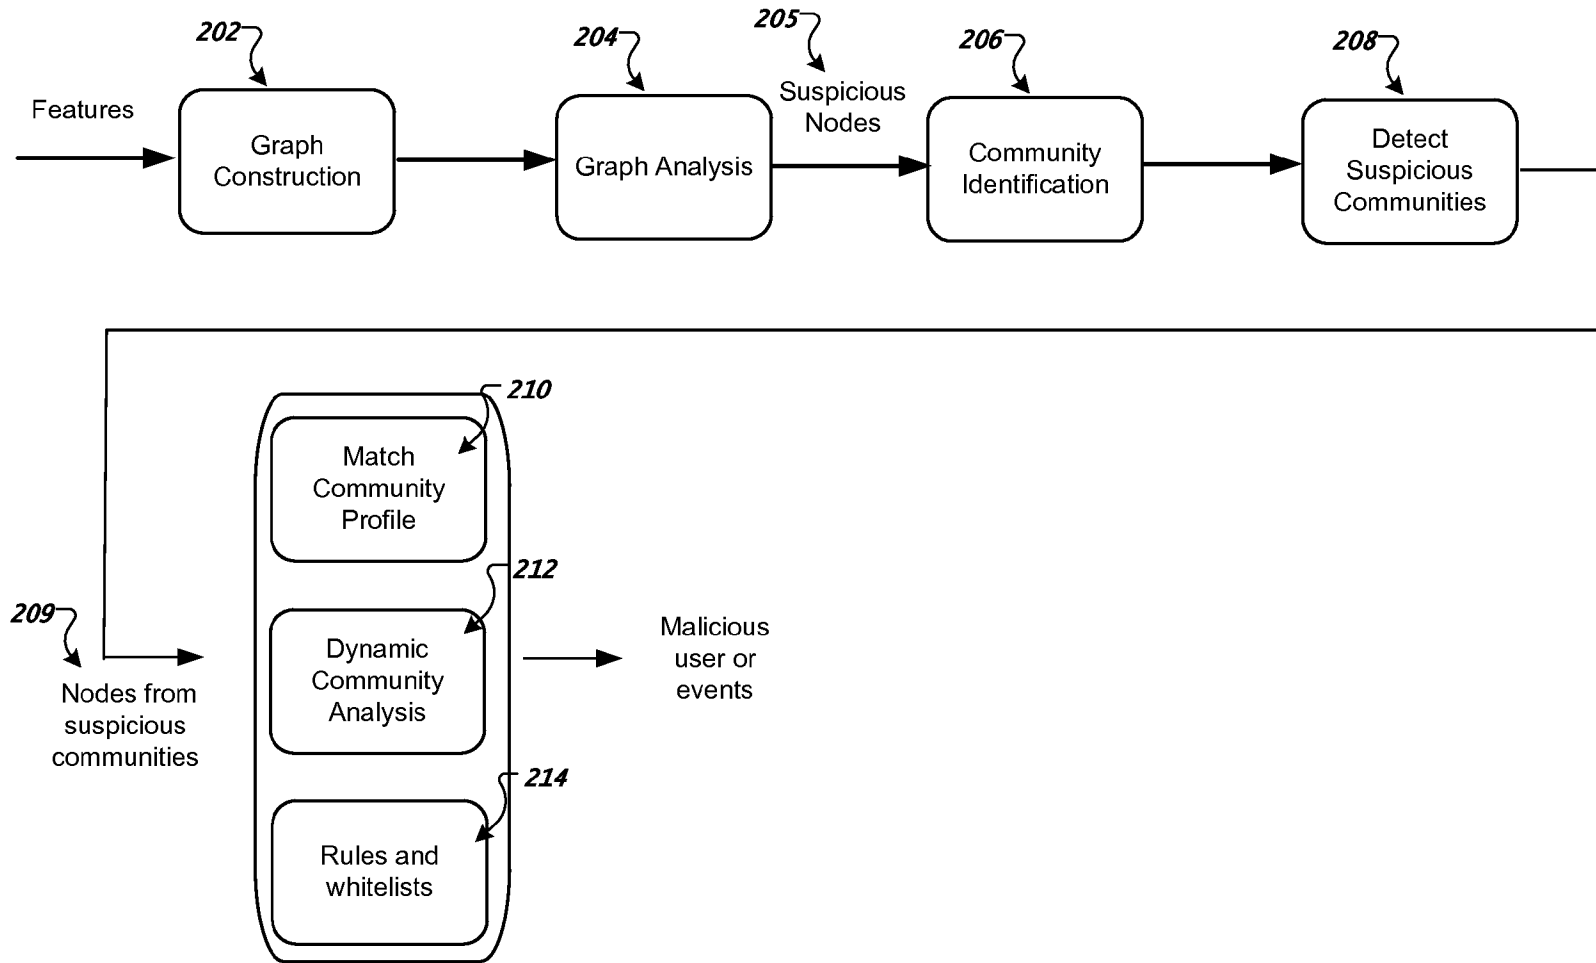 202
204
205
206
208
Features
Graph
Construction
Graph Analysis
Suspicious
Nodes
Community
Identification
Detect
Suspicious
Communities
210
Match
Community
Profile
212
209
Dynamic
Community
Analysis
Malicious
user or
events
Nodes from
suspicious
communities
214
Rules and
whitelists